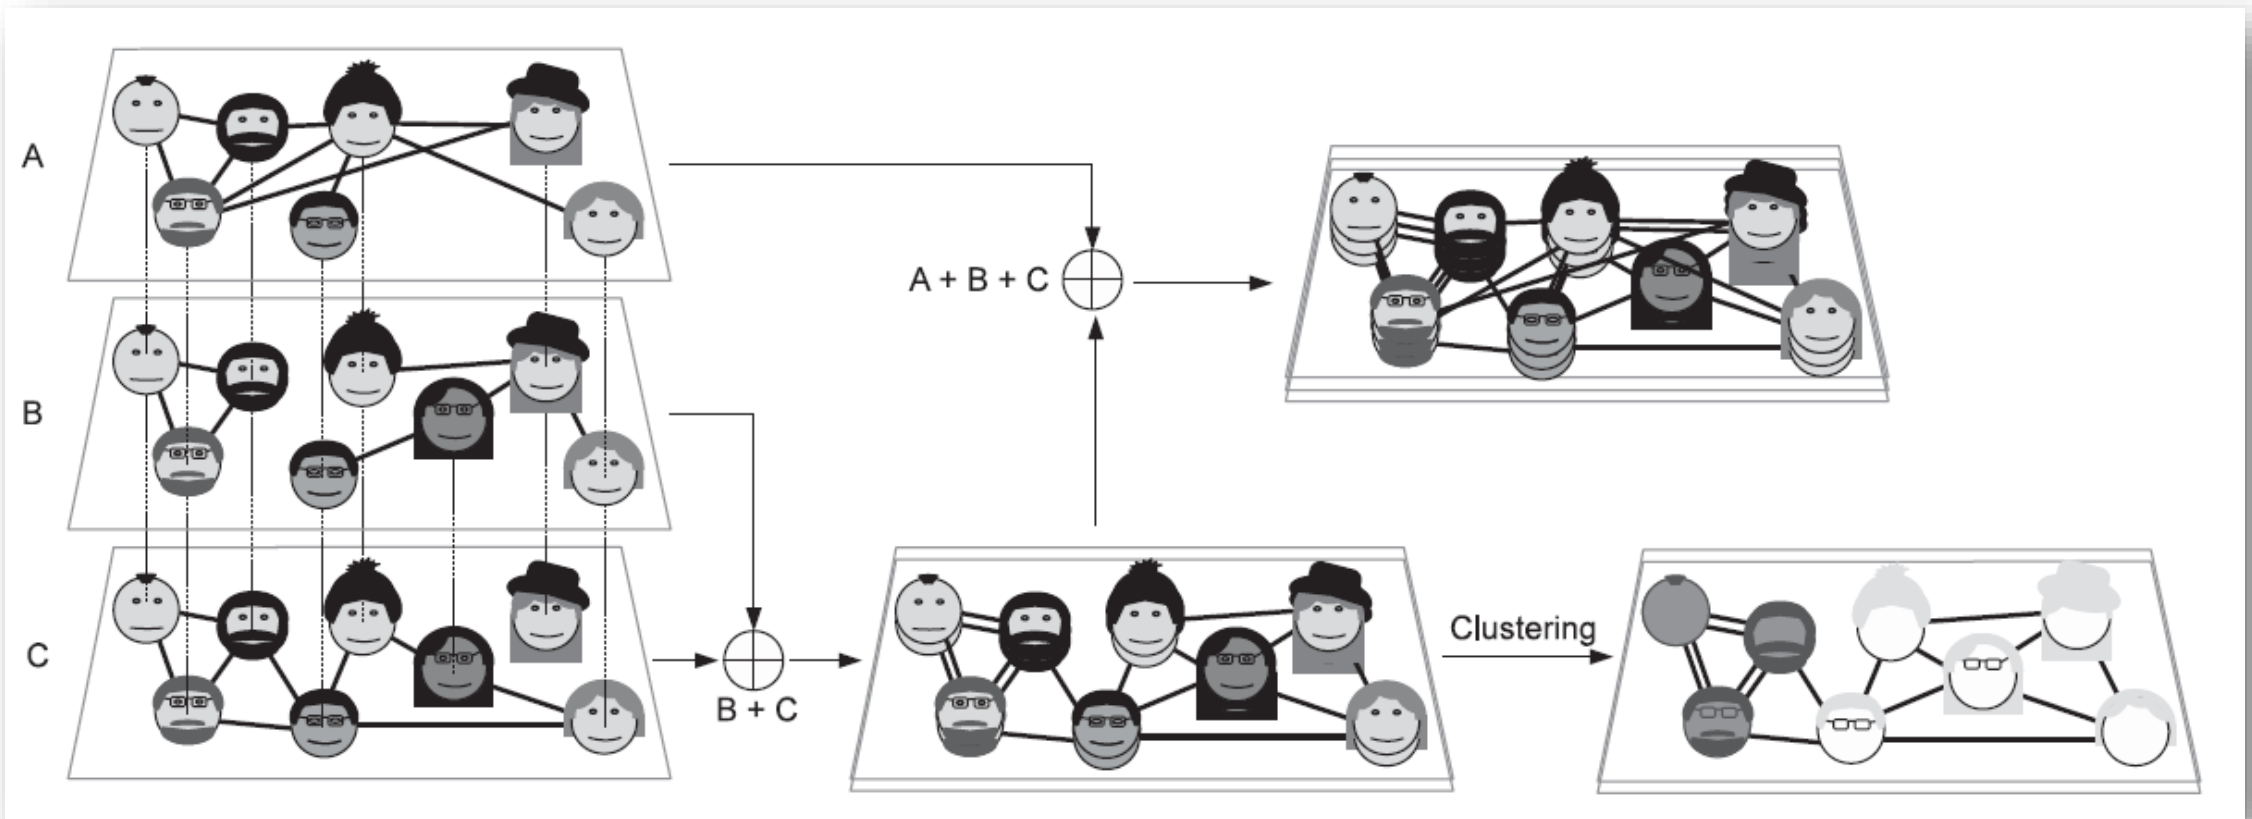 A
B
C
B + C
A + B + C
Clustering